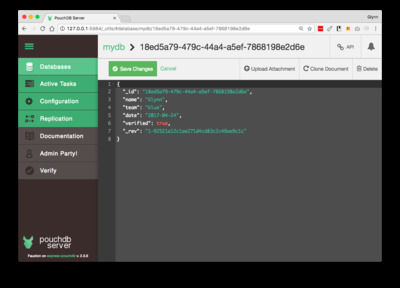 PouchDB Server
Glynn
127.0.0.1:5984/_utils/#database/mydb/18ed5a79-479c-44a4-a5ef-7868198e2d6e
mydb > 18ed5a79-479c-44a4-a5ef-7868198e2d6e
API
Databases
Active Tasks
Configuration
Replication
Documentation
Admin Party!
Verify
Save Changes
Cancel
Upload Attachment
Clone Document
Delete
1 {
2 "_id": "18ed5a79-479c-44a4-a5ef-7868198e2d6e",
3 "name": "Glynn",
4 "team": "blue",
5 "date": "2017-04-24",
6 "verified": true,
7 "_rev":
8 }
pouchdb
server
Fauxton on express-pouchdb v. 2.3.0